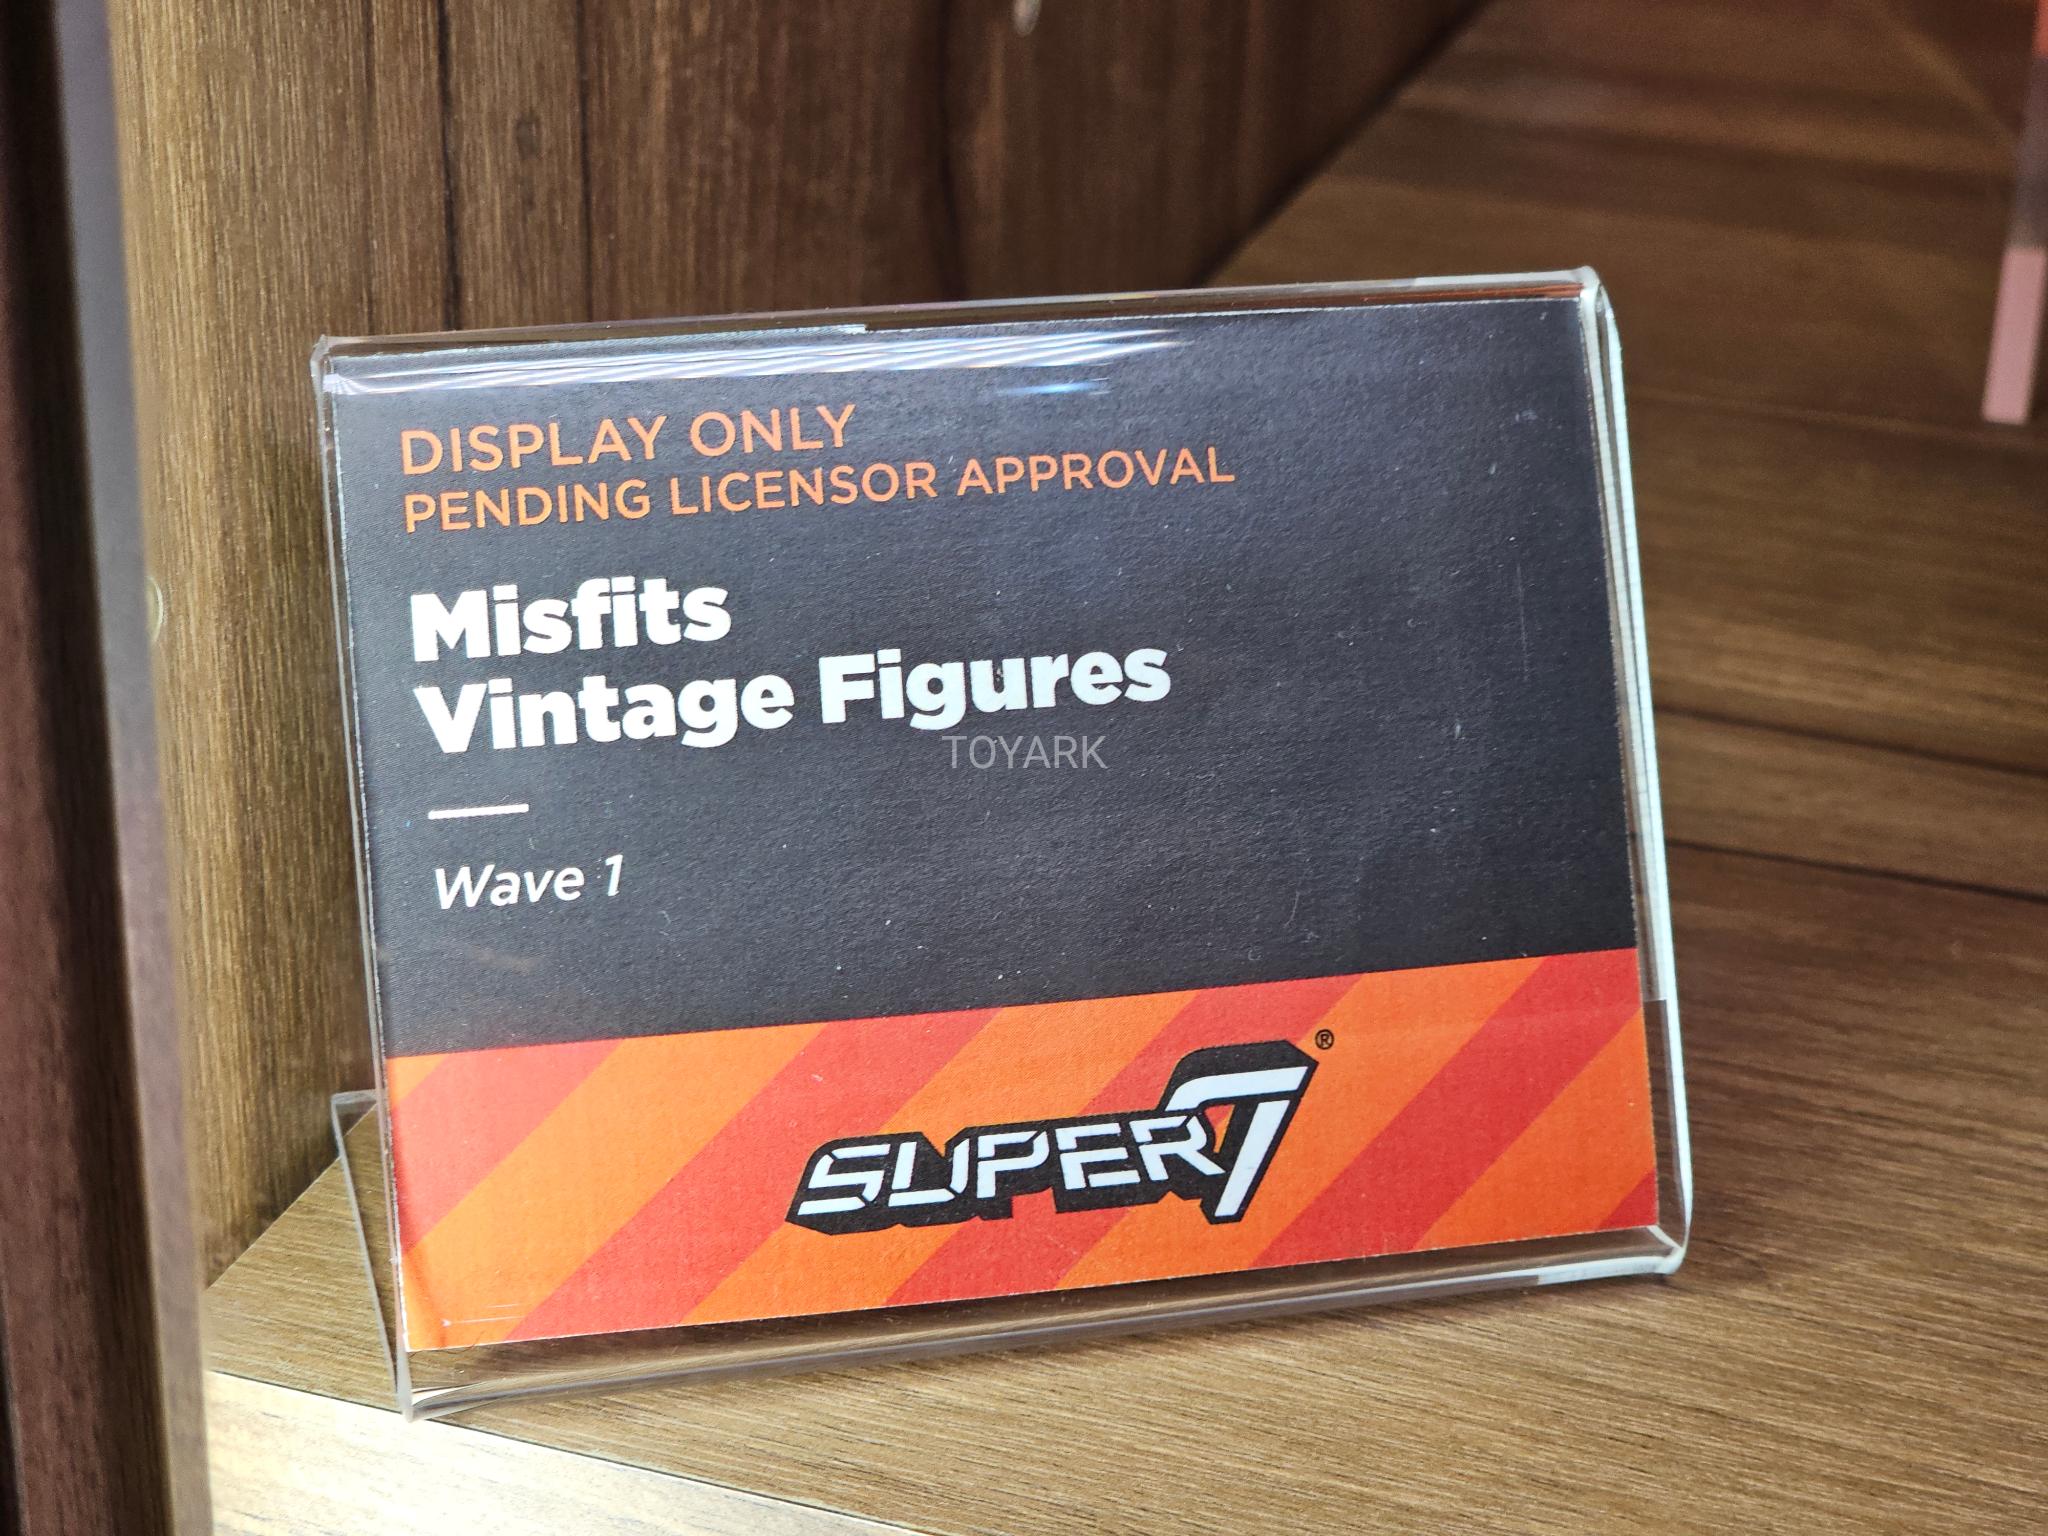 DISPLAY ONLY
PENDING LICENSOR APPROVAL
Misfits
Vintage Figures
TOYARK
Wave 1
SUPER7®